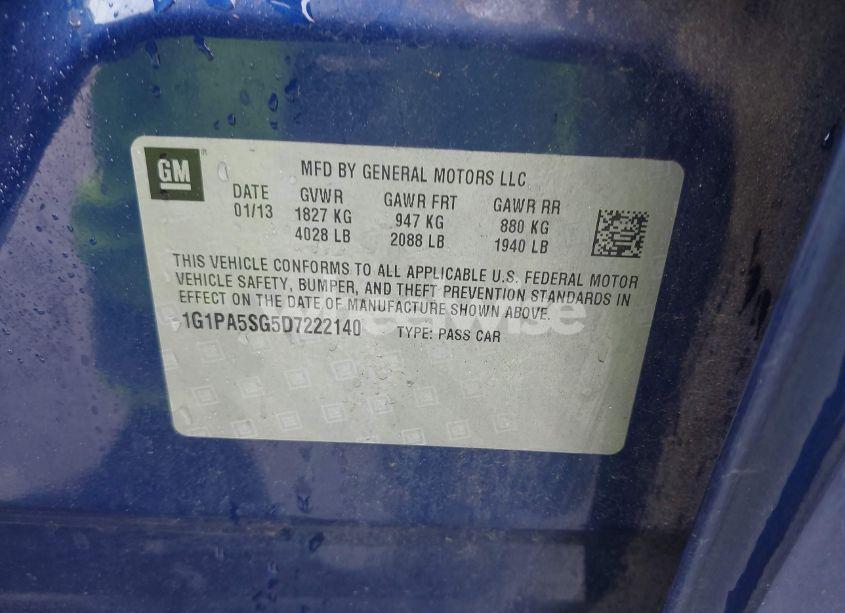 GM
MFD BY GENERAL MOTORS LLC
DATE GVWR GAWR FRT GAWR RR
01/13 1827 KG 947 KG 880 KG
4028 LB 2088 LB 1940 LB
THIS VEHICLE CONFORMS TO ALL APPLICABLE U.S. FEDERAL MOTOR
VEHICLE SAFETY, BUMPER, AND THEFT PREVENTION STANDARDS IN
EFFECT ON THE DATE OF MANUFACTURE SHOWN ABOVE.
1G1PA5SG5D7222140 TYPE: PASS CAR